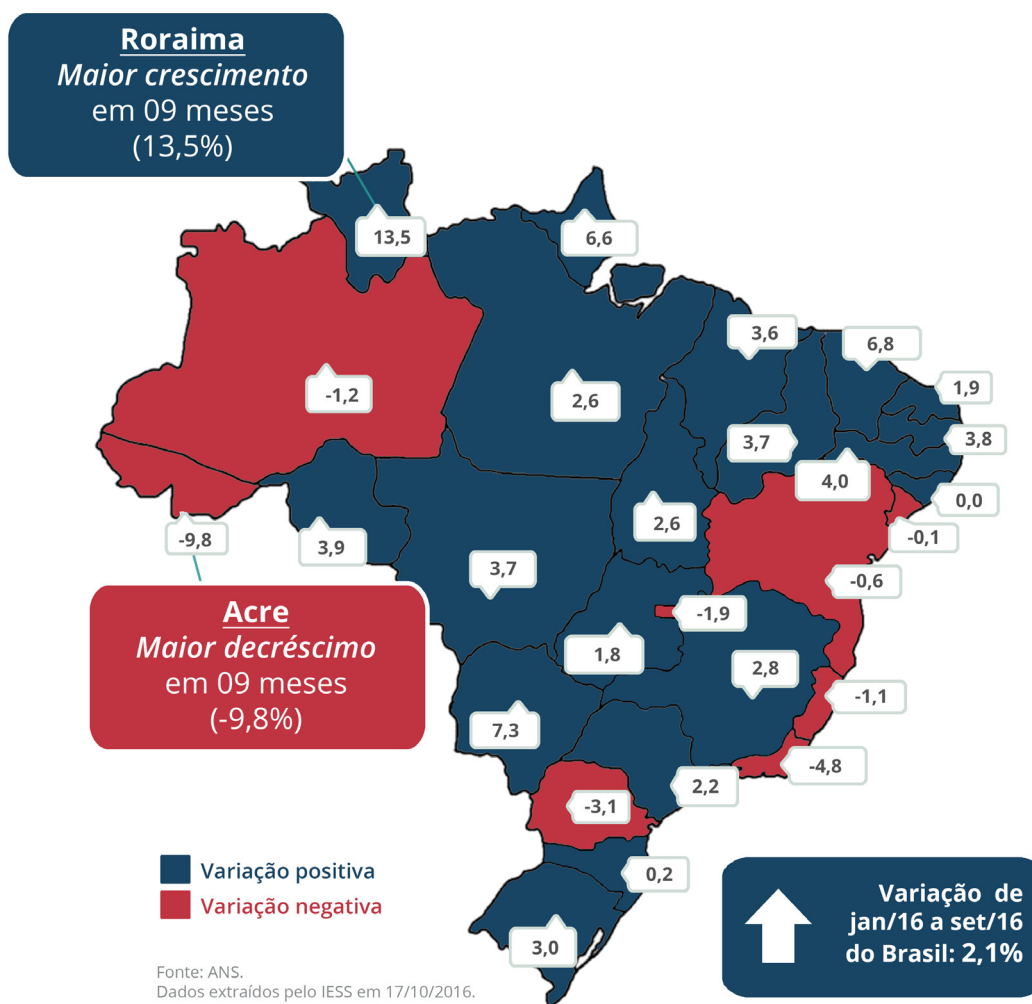 Roraima
Maior crescimento
em 09 meses
(13,5%)
13,5
6,6
3,6
6,8
1,9
-1,2
2,6
3,7
3,8
4,0
0,0
2,6
-0,1
-9,8
3,9
3,7
-0,6
Acre
Maior decréscimo
em 09 meses
(-9,8%)
-1,9
1,8
2,8
-1,1
7,3
-4,8
2,2
-3,1
Variação positiva
Variação negativa
0,2
3,0
Variação de
jan/16 a set/16
do Brasil: 2,1%
Fonte: ANS.
Dados extraídos pelo IESS em 17/10/2016.